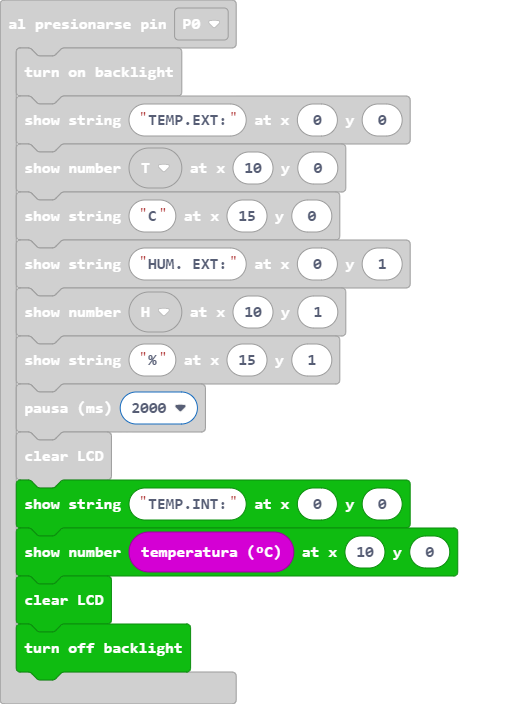 al presionarse pin P0
turn on backlight
show string "TEMP.EXT:" at x 0 y 0
show number T at x 10 y 0
show string "C" at x 15 y 0
show string "HUM. EXT:" at x 0 y 1
show number H at x 10 y 1
show string "%" at x 15 y 1
pausa (ms) 2000
clear LCD
show string "TEMP.INT:" at x 0 y 0
show number temperatura (ºC) at x 10 y 0
clear LCD
turn off backlight